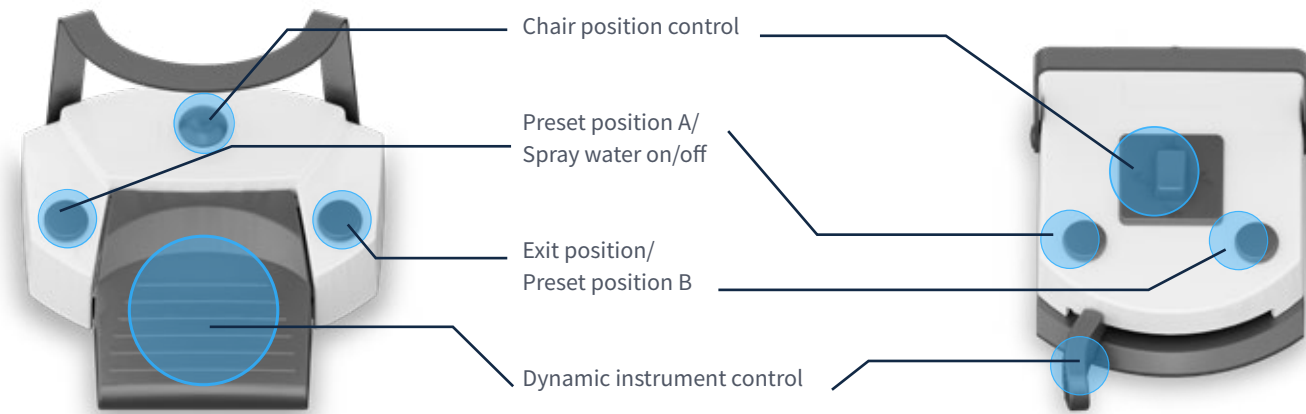 Chair position control
Preset position A/
Spray water on/off
Exit position/
Preset position B
Dynamic instrument control